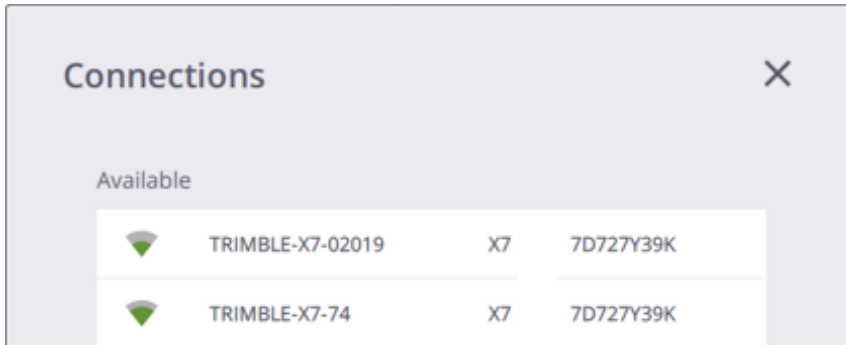 Connections
Available
TRIMBLE-X7-02019 X7 7D727Y39K
TRIMBLE-X7-74 X7 7D727Y39K